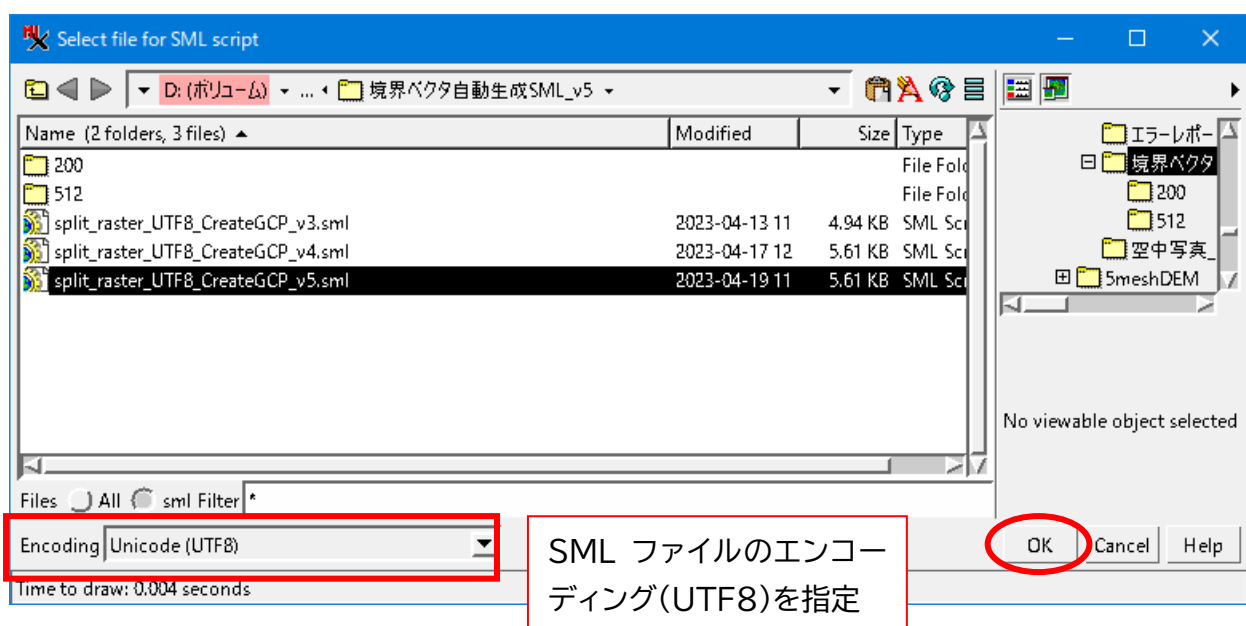 Select file for SML script
D: (ボリューム) ... 境界ベクタ自動生成SML_v5
Name (2 folders, 3 files) Modified Size Type
200 File Fold
512 File Fold
split_raster_UTF8_CreateGCP_v3.sml 2023-04-13 11 4.94 KB SML Scr
split_raster_UTF8_CreateGCP_v4.sml 2023-04-17 12 5.61 KB SML Scr
split_raster_UTF8_CreateGCP_v5.sml 2023-04-19 11 5.61 KB SML Scr
エラーレポー
境界ベクタ
200
512
空中写真_
5meshDEM
No viewable object selected
Files All sml Filter *
Encoding Unicode (UTF8)
OK Cancel Help
Time to draw: 0.004 seconds
SML ファイルのエンコー
ディング(UTF8)を指定